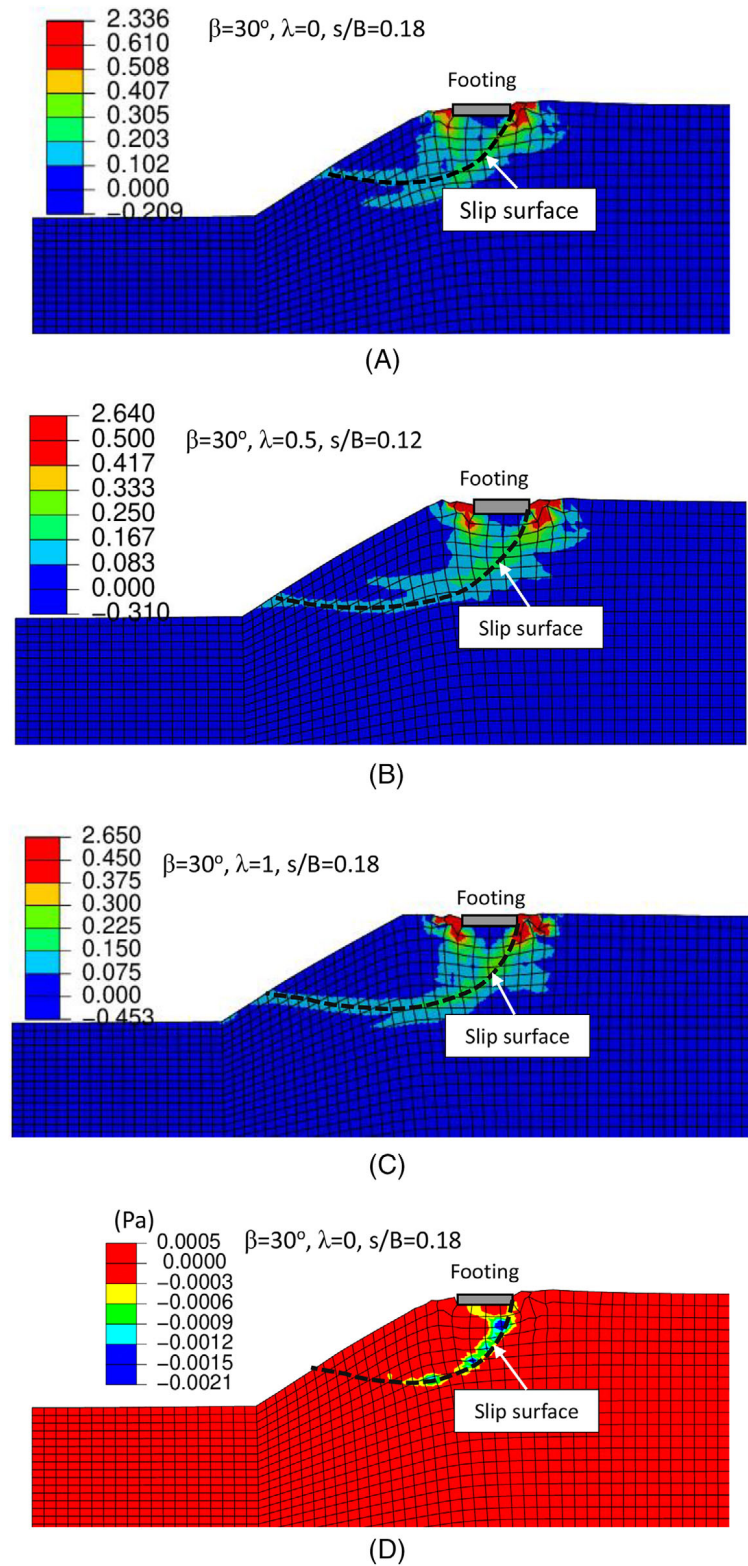 2.336
0.610
0.508
0.407
0.305
0.203
0.102
0.000
−0.209
β=30°, λ=0, s/B=0.18
Footing
Slip surface
(A)
2.640
0.500
0.417
0.333
0.250
0.167
0.083
0.000
−0.310
β=30°, λ=0.5, s/B=0.12
Footing
Slip surface
(B)
2.650
0.450
0.375
0.300
0.225
0.150
0.075
0.000
−0.453
β=30°, λ=1, s/B=0.18
Footing
Slip surface
(C)
(Pa)
0.0005
0.0000
−0.0003
−0.0006
−0.0009
−0.0012
−0.0015
−0.0021
β=30°, λ=0, s/B=0.18
Footing
Slip surface
(D)